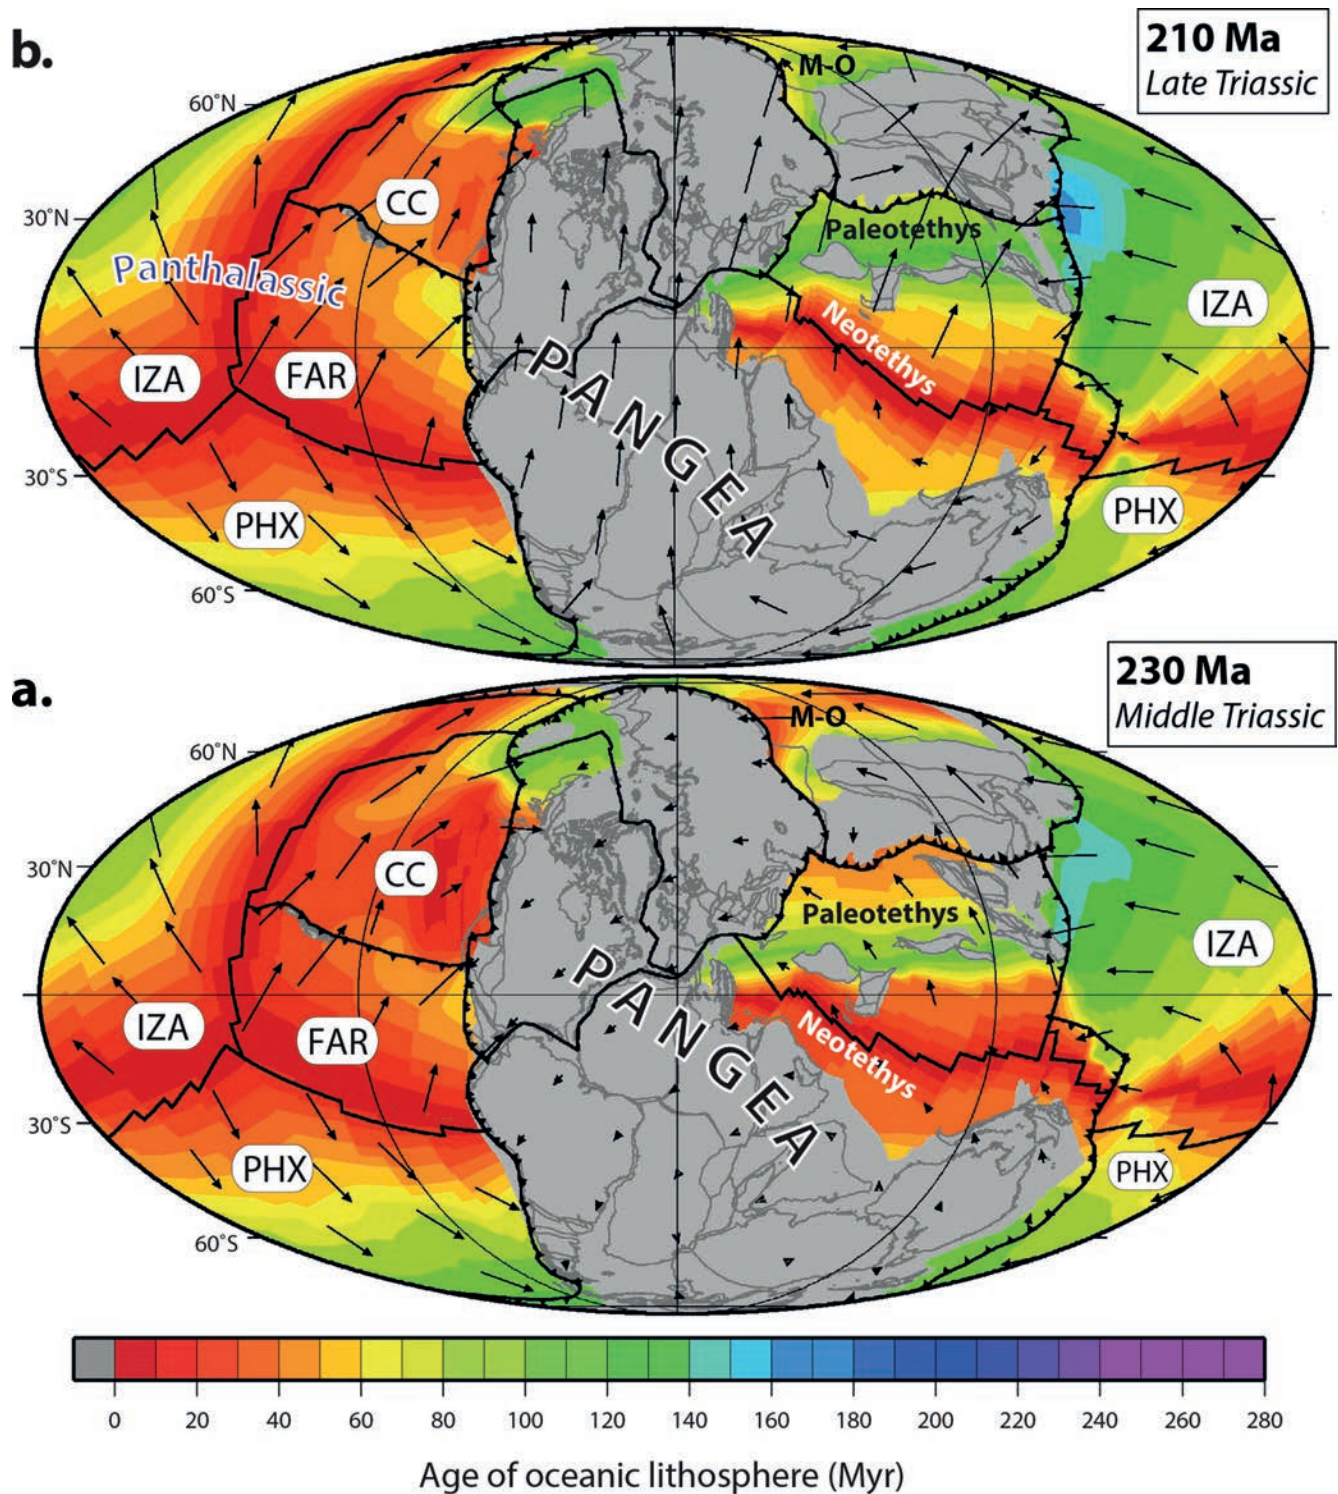 b.
210 Ma
Late Triassic
M-O
60˚N
CC
30˚N
Paleotethys
Panthalassic
IZA
Neotethys
IZA
FAR
PANGEA
30˚S
PHX
PHX
60˚S
a.
230 Ma
Middle Triassic
M-O
60˚N
30˚N
CC
Paleotethys
IZA
PANGEA
IZA
FAR
Neotethys
30˚S
PHX
PHX
60˚S
0 20 40 60 80 100 120 140 160 180 200 220 240 260 280
Age of oceanic lithosphere (Myr)